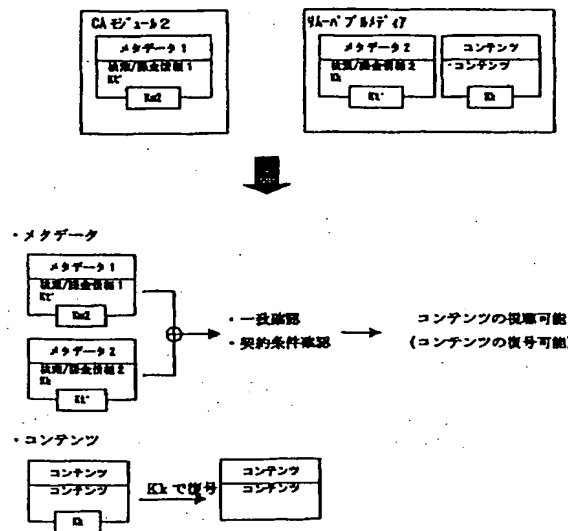 CAモジュール2
リムーバブルメディア
メタデータ1
視聴/課金情報1
Kt'
Km2
メタデータ2
視聴/課金情報2
Kk
Kt'
コンテンツ
・コンテンツ
Kk
・メタデータ
メタデータ1
視聴/課金情報1
Kt'
Km2
メタデータ2
視聴/課金情報2
Kk
Kt'
・一致確認
・契約条件確認
コンテンツの視聴可能
(コンテンツの復号可能)
・コンテンツ
コンテンツ
コンテンツ
Kk
Kkで復号
コンテンツ
コンテンツ